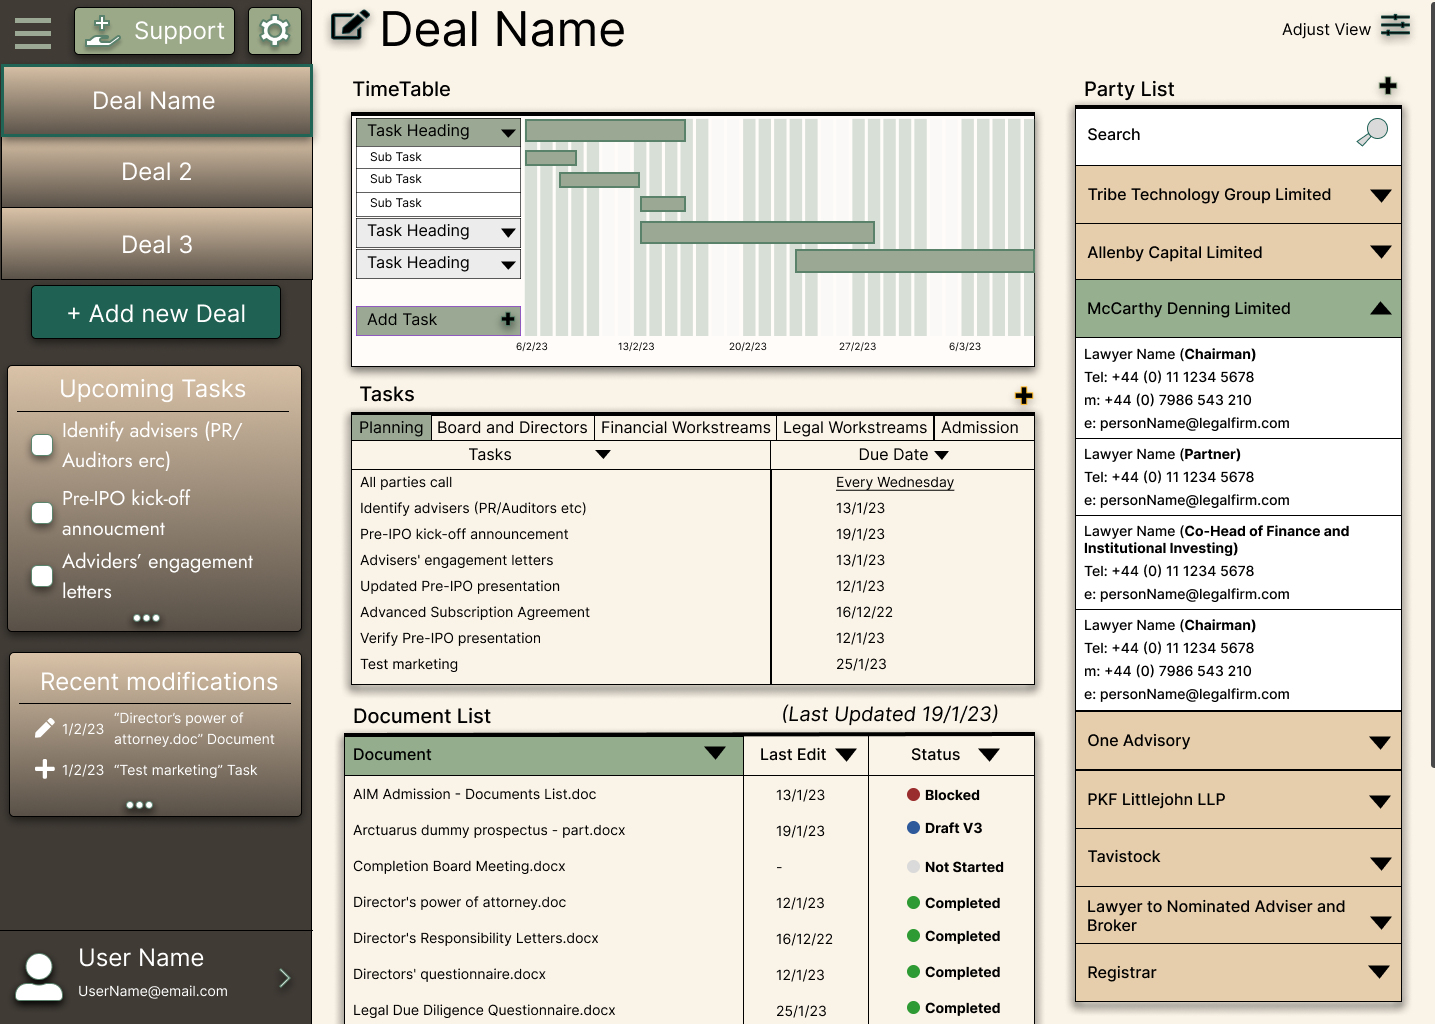 Support
Deal Name
Deal 2
Deal 3
+ Add new Deal
Upcoming Tasks
Identify advisers (PR/
Auditors erc)
Pre-IPO kick-off
annoucment
Adviders’ engagement
letters
Recent modifications
1/2/23 “Director’s power of
attorney.doc” Document
1/2/23 “Test marketing” Task
User Name
UserName@email.com
Deal Name
Adjust View
TimeTable
Task Heading
Sub Task
Sub Task
Sub Task
Task Heading
Task Heading
Add Task
6/2/23 13/2/23 20/2/23 27/2/23 6/3/23
Tasks
Planning Board and Directors Financial Workstreams Legal Workstreams Admission
Tasks Due Date
All parties call Every Wednesday
Identify advisers (PR/Auditors etc) 13/1/23
Pre-IPO kick-off announcement 19/1/23
Advisers' engagement letters 13/1/23
Updated Pre-IPO presentation 12/1/23
Advanced Subscription Agreement 16/12/22
Verify Pre-IPO presentation 12/1/23
Test marketing 25/1/23
Document List (Last Updated 19/1/23)
Document Last Edit Status
AIM Admission - Documents List.doc 13/1/23 Blocked
Arctuarus dummy prospectus - part.docx 19/1/23 Draft V3
Completion Board Meeting.docx - Not Started
Director's power of attorney.doc 12/1/23 Completed
Director's Responsibility Letters.docx 16/12/22 Completed
Directors' questionnaire.docx 12/1/23 Completed
Legal Due Diligence Questionnaire.docx 25/1/23 Completed
Party List
Search
Tribe Technology Group Limited
Allenby Capital Limited
McCarthy Denning Limited
Lawyer Name (Chairman)
Tel: +44 (0) 11 1234 5678
m: +44 (0) 7986 543 210
e: personName@legalfirm.com
Lawyer Name (Partner)
Tel: +44 (0) 11 1234 5678
e: personName@legalfirm.com
Lawyer Name (Co-Head of Finance and
Institutional Investing)
Tel: +44 (0) 11 1234 5678
e: personName@legalfirm.com
Lawyer Name (Chairman)
Tel: +44 (0) 11 1234 5678
m: +44 (0) 7986 543 210
e: personName@legalfirm.com
One Advisory
PKF Littlejohn LLP
Tavistock
Lawyer to Nominated Adviser and
Broker
Registrar